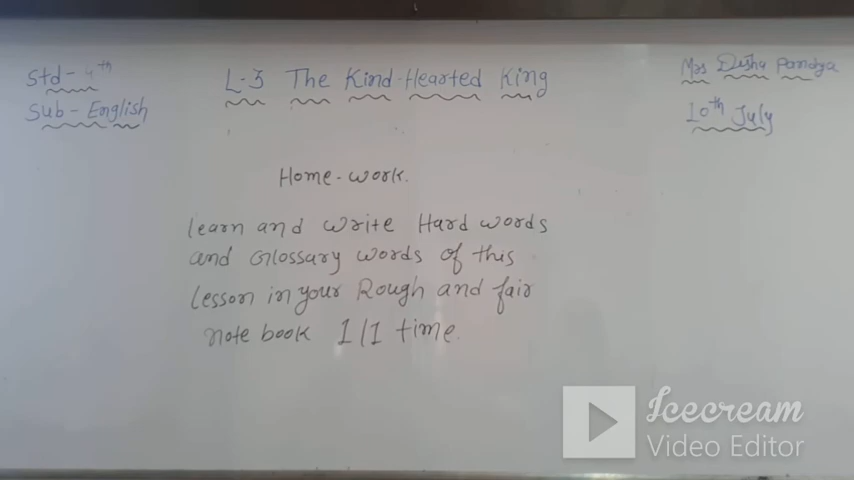 Std - 4th
Sub - English
L-3 The Kind-Hearted King
Mrs Disha Pandya
10th July
Home-work.
learn and write Hard words
and Glossary words of this
lesson in your Rough and fair
note book 1/1 time.
Icecream
Video Editor